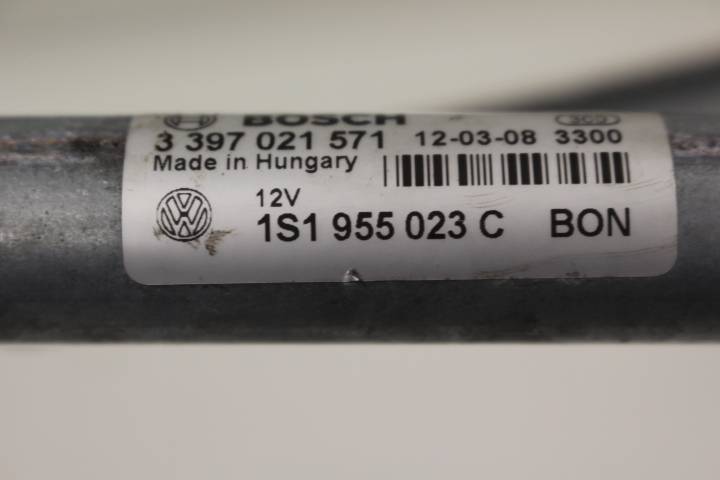 BOSCH
3 397 021 571 12-03-08 3300
Made in Hungary
12V
1S1 955 023 C BON